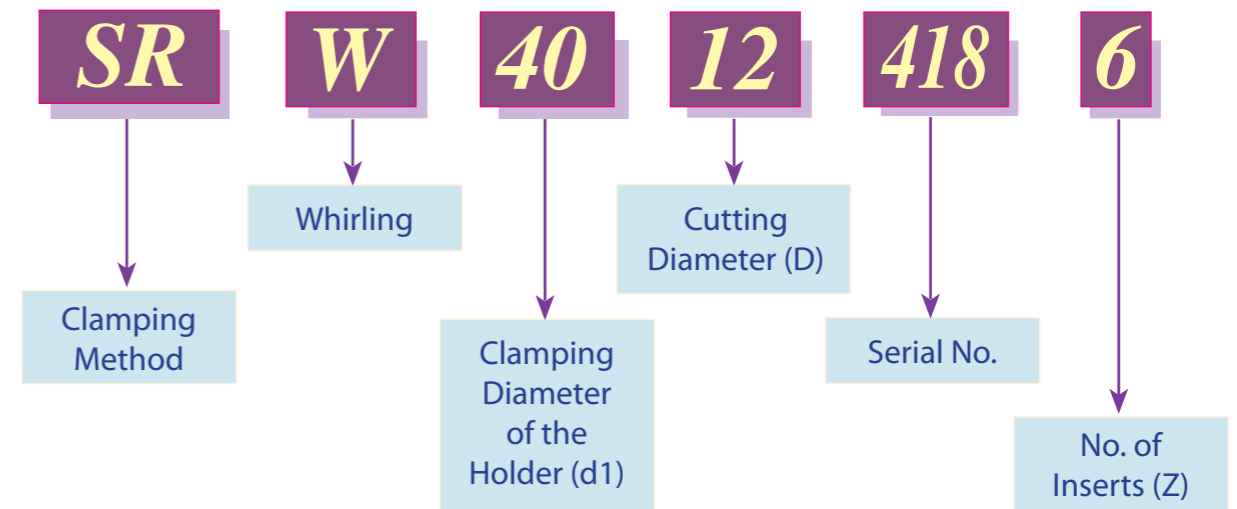 SR W 40 12 418 6
Whirling
Cutting
Diameter (D)
Clamping
Method
Clamping
Diameter
of the
Holder (d1)
Serial No.
No. of
Inserts (Z)